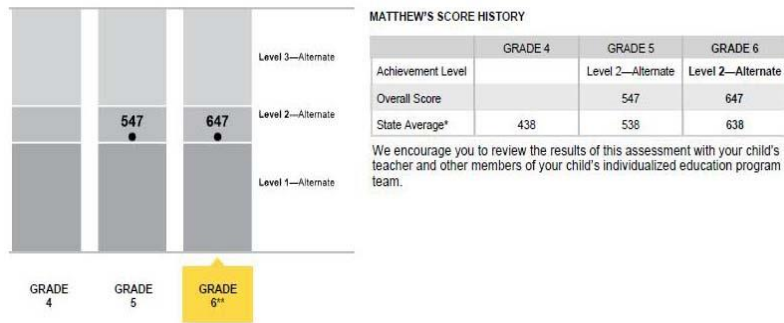 Level 3—Alternate
Level 2—Alternate
547
647
Level 1—Alternate
GRADE
4
GRADE
5
GRADE
6**
MATTHEW'S SCORE HISTORY
GRADE 4 GRADE 5 GRADE 6
Achievement Level Level 2—Alternate Level 2—Alternate
Overall Score 547 647
State Average* 438 538 638
We encourage you to review the results of this assessment with your child's
teacher and other members of your child's individualized education program
team.